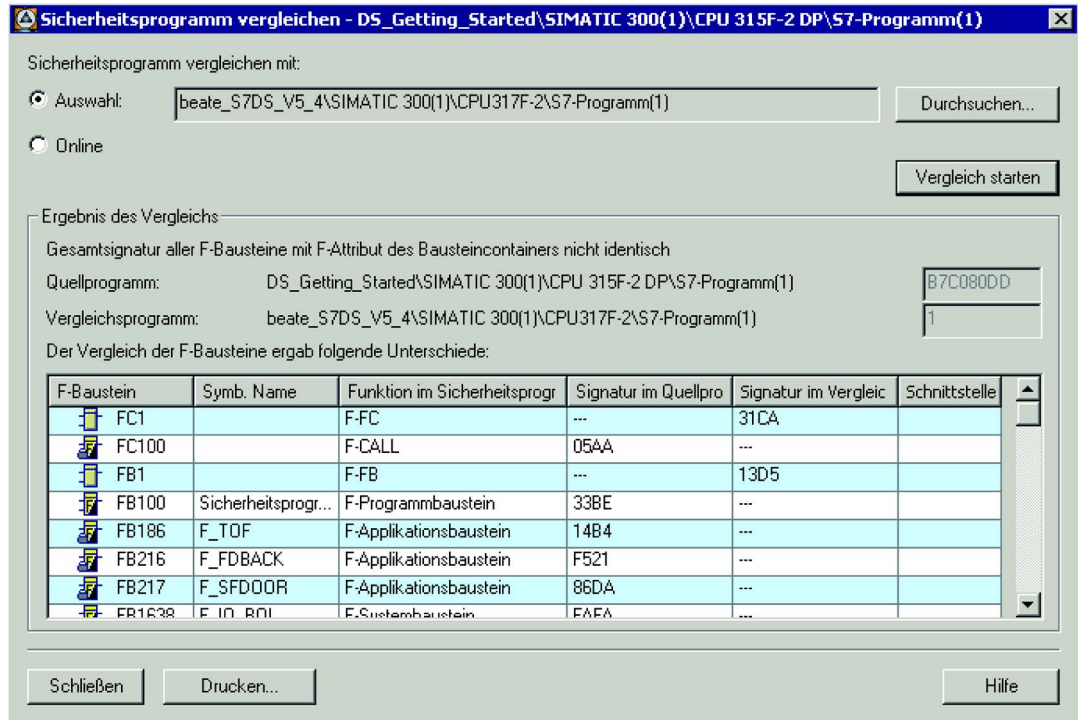 Sicherheitsprogramm vergleichen - DS_Getting_Started\SIMATIC 300(1)\CPU 315F-2 DP\S7-Programm(1)
Sicherheitsprogramm vergleichen mit:
Auswahl: beate_S7DS_V5_4\SIMATIC 300(1)\CPU317F-2\S7-Programm(1) Durchsuchen...
Online
Vergleich starten
Ergebnis des Vergleichs
Gesamtsignatur aller F-Bausteine mit F-Attribut des Bausteincontainers nicht identisch
Quellprogramm: DS_Getting_Started\SIMATIC 300(1)\CPU 315F-2 DP\S7-Programm(1) B7C080DD
Vergleichsprogramm: beate_S7DS_V5_4\SIMATIC 300(1)\CPU317F-2\S7-Programm(1) 1
Der Vergleich der F-Bausteine ergab folgende Unterschiede:
F-Baustein Symb. Name Funktion im Sicherheitsprogr Signatur im Quellpro Signatur im Vergleic Schnittstelle
FC1 F-FC --- 31CA
FC100 F-CALL 05AA ---
FB1 F-FB --- 13D5
FB100 Sicherheitsprogr... F-Programmbaustein 33BE ---
FB186 F_TOF F-Applikationsbaustein 14B4 ---
FB216 F_FDBACK F-Applikationsbaustein F521 ---
FB217 F_SFDOOR F-Applikationsbaustein 86DA ---
FB1638 F_IO_BOI F-Systembaustein ---
Schließen Drucken... Hilfe